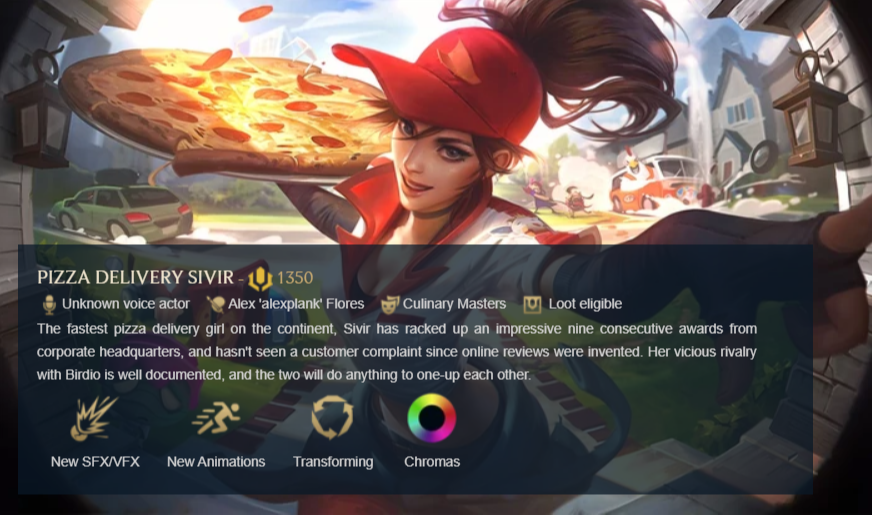 PIZZA DELIVERY SIVIR - 1350
Unknown voice actor Alex 'alexplank' Flores Culinary Masters Loot eligible
The fastest pizza delivery girl on the continent, Sivir has racked up an impressive nine consecutive awards from
corporate headquarters, and hasn't seen a customer complaint since online reviews were invented. Her vicious rivalry
with Birdio is well documented, and the two will do anything to one-up each other.
New SFX/VFX New Animations Transforming Chromas